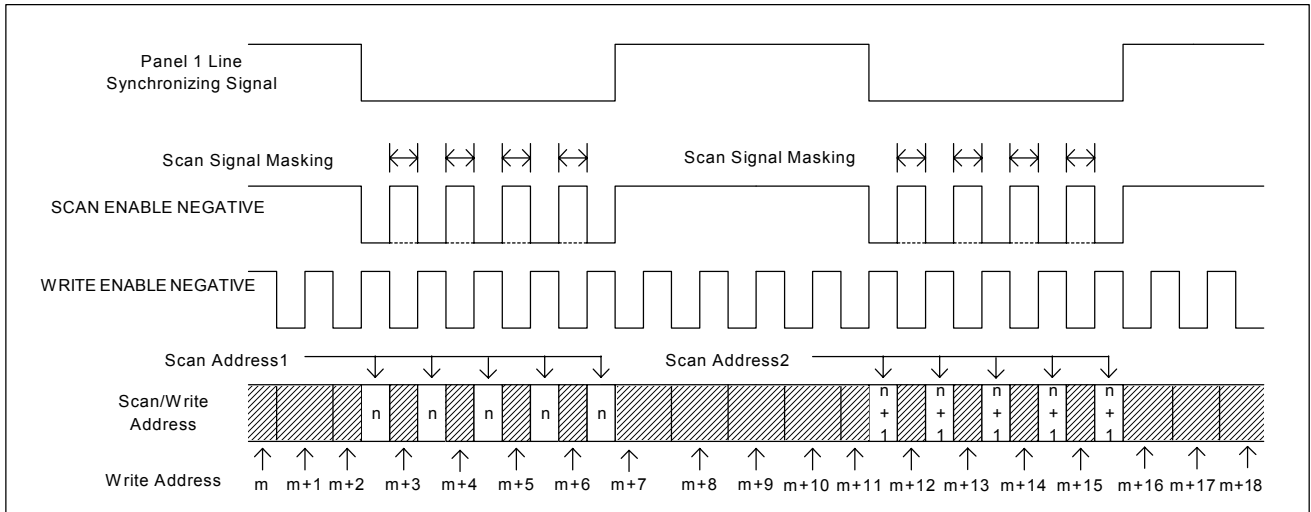 Panel 1 Line
Synchronizing Signal
Scan Signal Masking
Scan Signal Masking
SCAN ENABLE NEGATIVE
WRITE ENABLE NEGATIVE
Scan Address1
Scan Address2
Scan/Write
Address
n n n n n
n+1 n+1 n+1 n+1 n+1
Write Address
m m+1 m+2 m+3 m+4 m+5 m+6 m+7 m+8 m+9 m+10 m+11 m+12 m+13 m+14 m+15 m+16 m+17 m+18